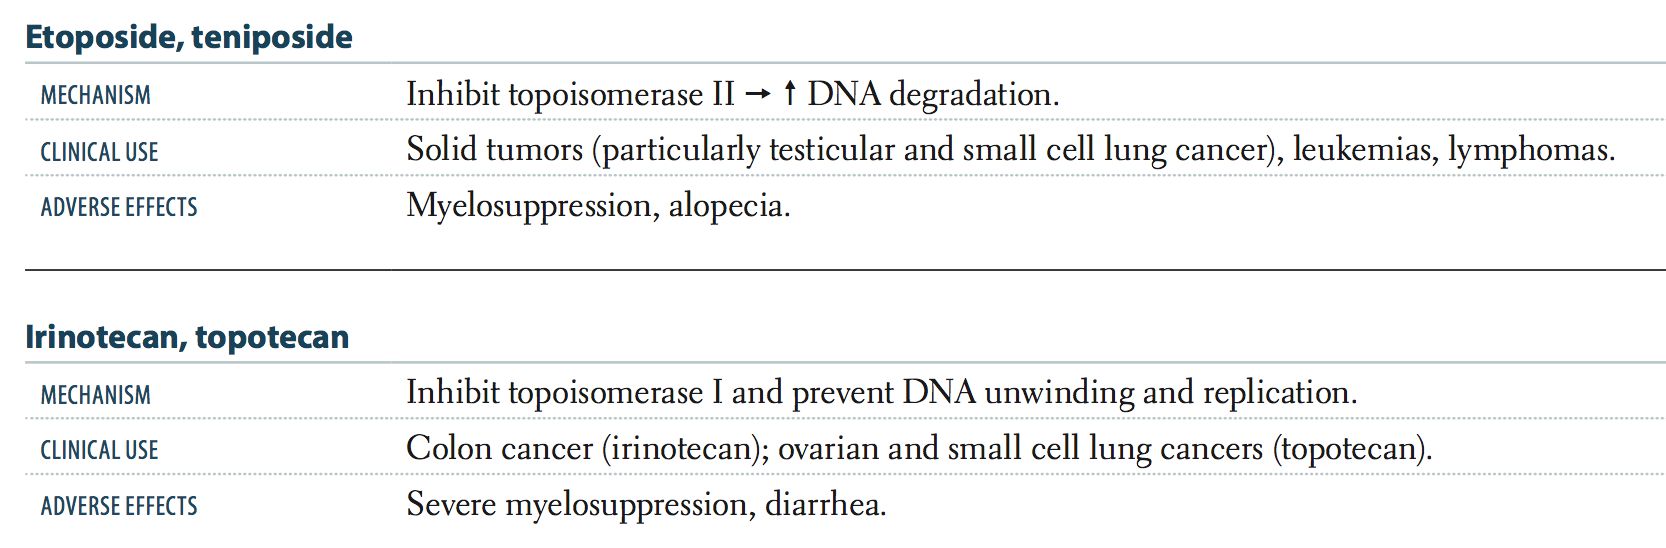 Etoposide, teniposide
MECHANISM Inhibit topoisomerase II → ↑ DNA degradation.
CLINICAL USE Solid tumors (particularly testicular and small cell lung cancer), leukemias, lymphomas.
ADVERSE EFFECTS Myelosuppression, alopecia.
Irinotecan, topotecan
MECHANISM Inhibit topoisomerase I and prevent DNA unwinding and replication.
CLINICAL USE Colon cancer (irinotecan); ovarian and small cell lung cancers (topotecan).
ADVERSE EFFECTS Severe myelosuppression, diarrhea.